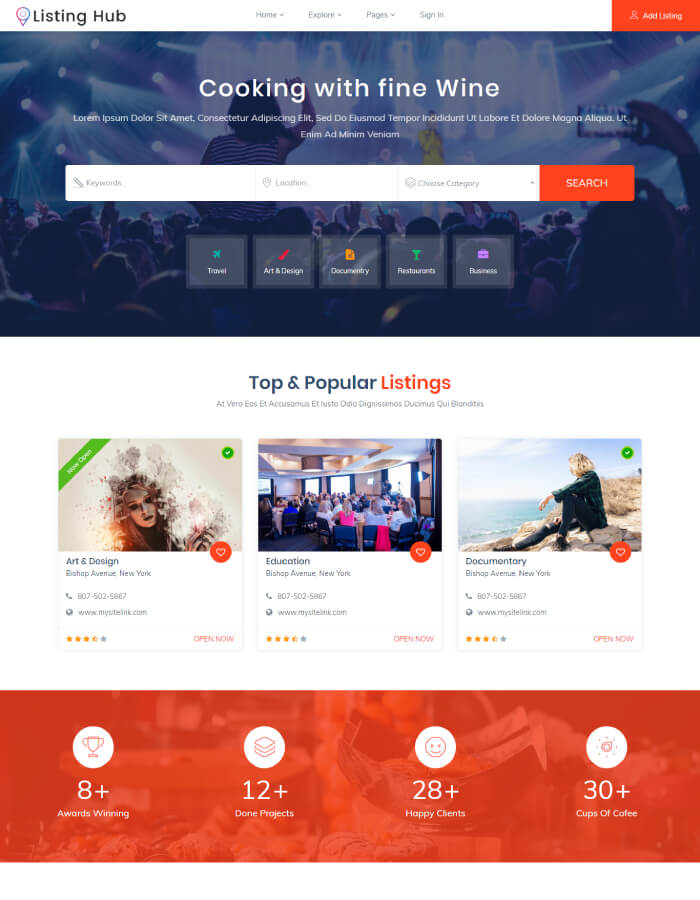 Listing Hub
Home Explore Pages Sign In
Add Listing
Cooking with fine Wine
Lorem Ipsum Dolor Sit Amet, Consectetur Adipiscing Elit, Sed Do Eiusmod Tempor Incididunt Ut Labore Et Dolore Magna Aliqua. Ut
Enim Ad Minim Veniam
Keywords.. Location.. Choose Category SEARCH
Travel Art & Design Documentry Restaurants Business
Top & Popular Listings
At Vero Eos Et Accusamus Et Iusto Odio Dignissimos Ducimus Qui Blanditiis
Now Open
Art & Design
Bishop Avenue, New York
807-502-5867
www.mysitelink.com
OPEN NOW
Education
Bishop Avenue, New York
807-502-5867
www.mysitelink.com
OPEN NOW
Documentary
Bishop Avenue, New York
807-502-5867
www.mysitelink.com
OPEN NOW
8+
Awards Winning
12+
Done Projects
28+
Happy Clients
30+
Cups Of Cofee